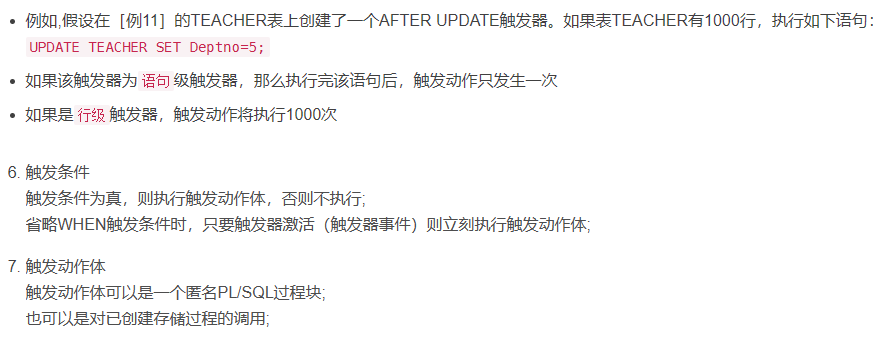 例如,假设在［例11］的TEACHER表上创建了一个AFTER UPDATE触发器。如果表TEACHER有1000行，执行如下语句：
UPDATE TEACHER SET Deptno=5;
如果该触发器为语句级触发器，那么执行完该语句后，触发动作只发生一次
如果是行级触发器，触发动作将执行1000次
6. 触发条件
触发条件为真，则执行触发动作体，否则不执行;
省略WHEN触发条件时，只要触发器激活（触发器事件）则立刻执行触发动作体;
7. 触发动作体
触发动作体可以是一个匿名PL/SQL过程块;
也可以是对已创建存储过程的调用;